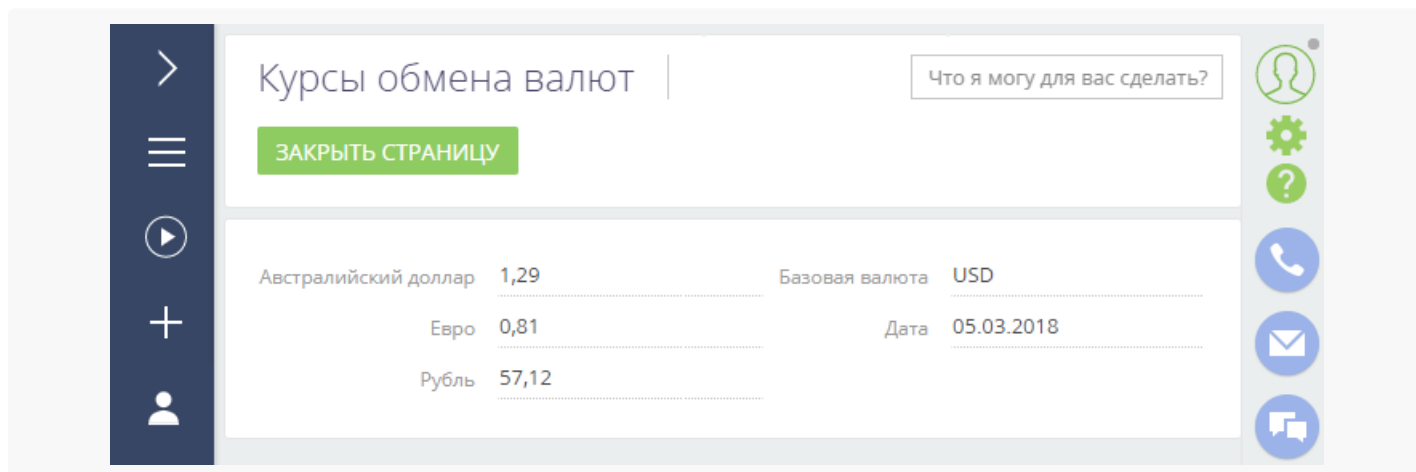 Курсы обмена валют
Что я могу для вас сделать?
ЗАКРЫТЬ СТРАНИЦУ
Австралийский доллар 1,29 Базовая валюта USD
Евро 0,81 Дата 05.03.2018
Рубль 57,12